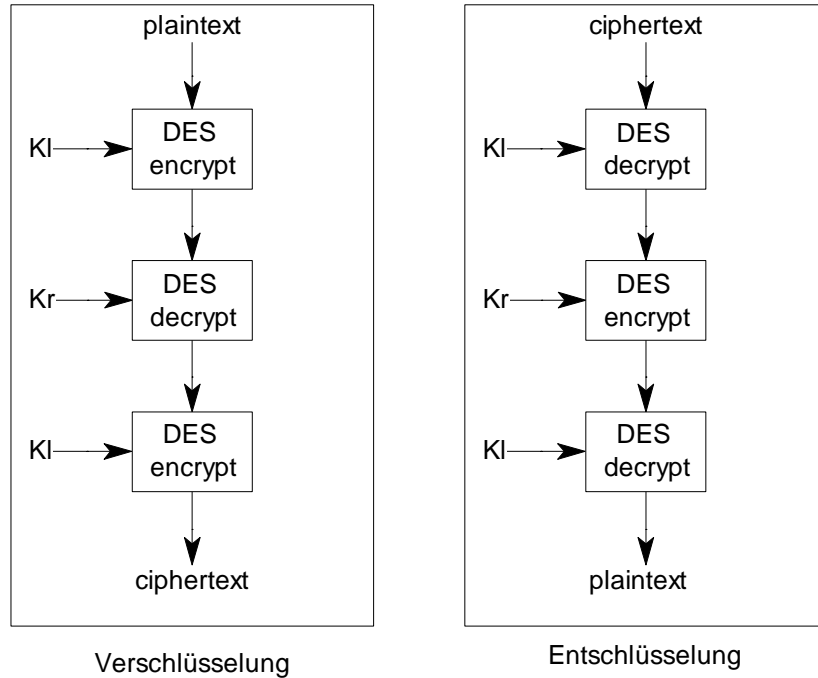 plaintext
DES
encrypt
Kl
DES
decrypt
Kr
DES
encrypt
Kl
ciphertext
Verschlüsselung
ciphertext
DES
decrypt
Kl
DES
encrypt
Kr
DES
decrypt
Kl
plaintext
Entschlüsselung